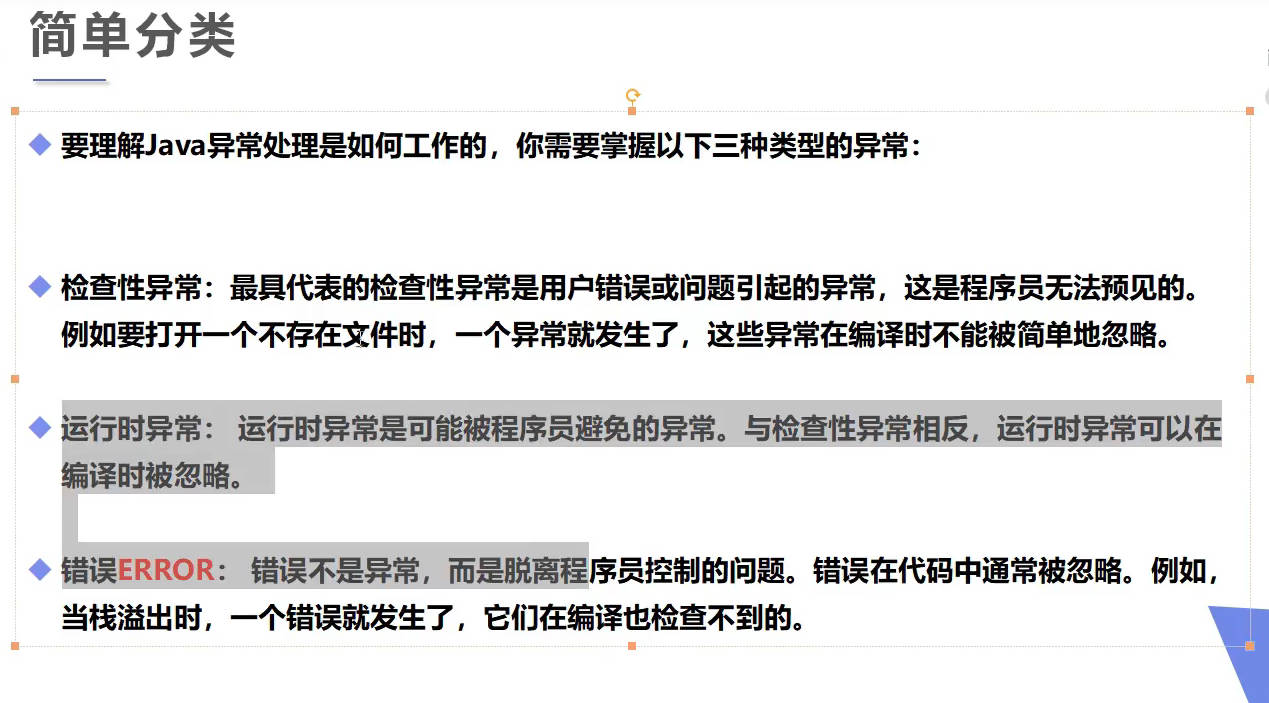 简单分类
要理解Java异常处理是如何工作的，你需要掌握以下三种类型的异常：
检查性异常：最具代表的检查性异常是用户错误或问题引起的异常，这是程序员无法预见的。
例如要打开一个不存在文件时，一个异常就发生了，这些异常在编译时不能被简单地忽略。
运行时异常： 运行时异常是可能被程序员避免的异常。与检查性异常相反，运行时异常可以在
编译时被忽略。
错误ERROR： 错误不是异常，而是脱离程序员控制的问题。错误在代码中通常被忽略。例如，
当栈溢出时，一个错误就发生了，它们在编译也检查不到的。